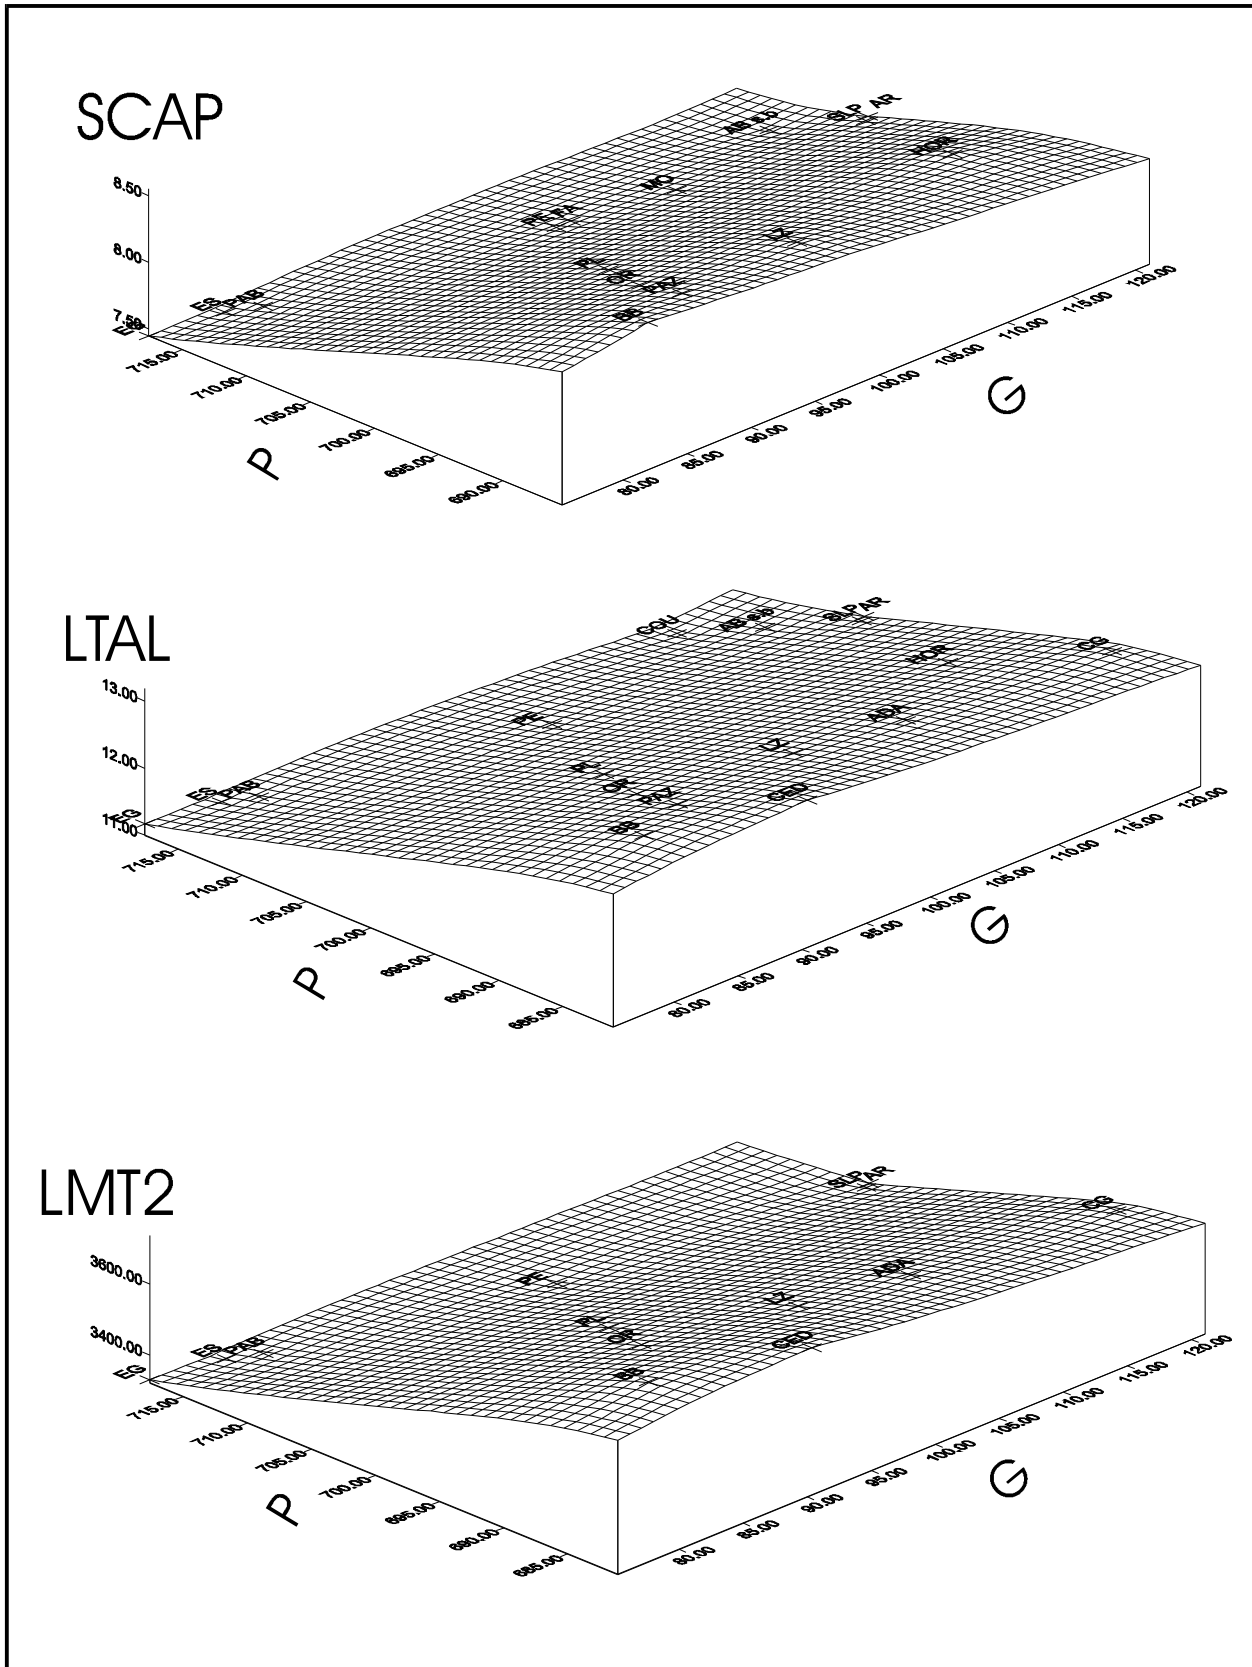 SCAP
AB s.p
SLP AR
HOR
MO
PE FA
LZ
PL
OR
PAZ
BB
ES PAB
8.50
8.00
7.50
715.00
710.00
705.00
700.00
695.00
690.00
P
80.00
85.00
90.00
95.00
100.00
105.00
110.00
115.00
120.00
G
LTAL
COU
AB s.p
SLP AR
HOR
CG
PE
ADA
LZ
PL
OR
PAZ
CED
BB
ES PAB
EG
13.00
12.00
11.00
715.00
710.00
705.00
700.00
695.00
690.00
685.00
P
80.00
85.00
90.00
95.00
100.00
105.00
110.00
115.00
120.00
G
LMT2
SLP AR
CG
PE
ADA
LZ
PL
OR
CED
BB
ES PAB
EG
3600.00
3400.00
715.00
710.00
705.00
700.00
695.00
690.00
685.00
P
80.00
85.00
90.00
95.00
100.00
105.00
110.00
115.00
120.00
G